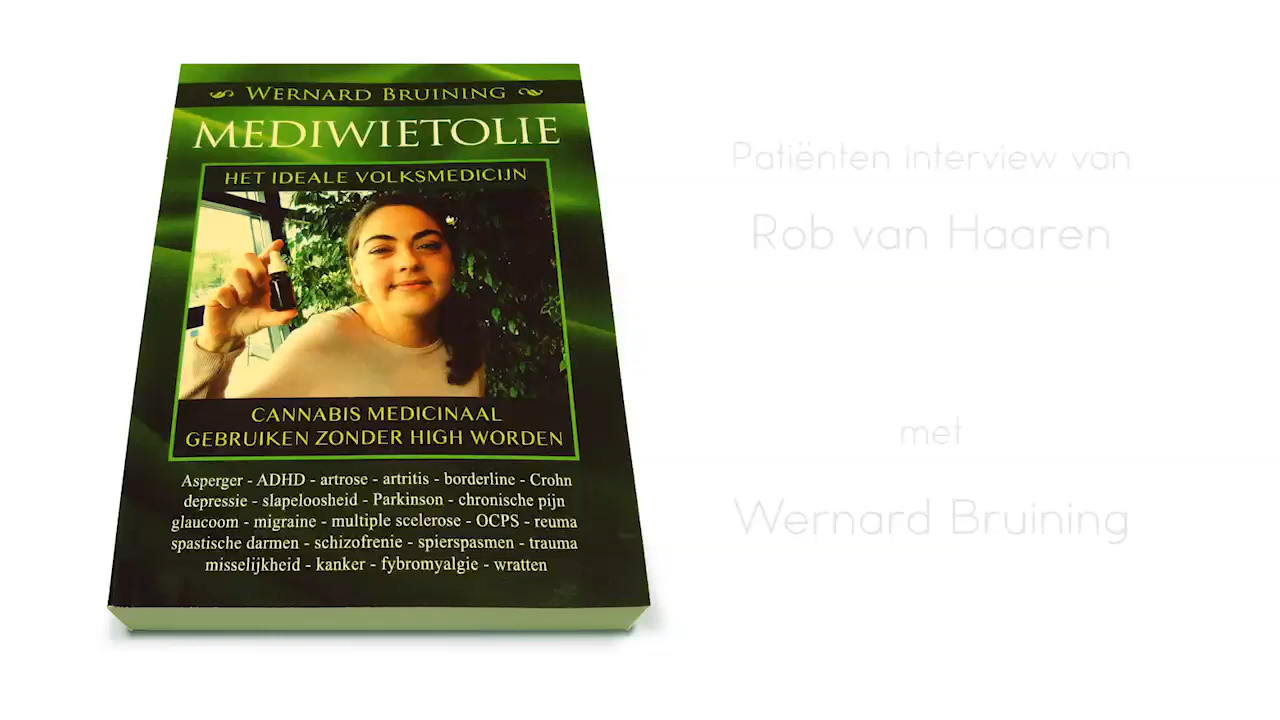 Wernard Bruining
MEDIWIETOLIE
HET IDEALE VOLKSMEDICIJN
CANNABIS MEDICINAAL
GEBRUIKEN ZONDER HIGH WORDEN
Asperger - ADHD - artrose - artritis - borderline - Crohn
depressie - slapeloosheid - Parkinson - chronische pijn
glaucoom - migraine - multiple scelerose - OCPS - reuma
spastische darmen - schizofrenie - spierspasmen - trauma
misselijkheid - kanker - fybromyalgie - wratten
Patiënten interview van
Rob van Haaren
met
Wernard Bruining